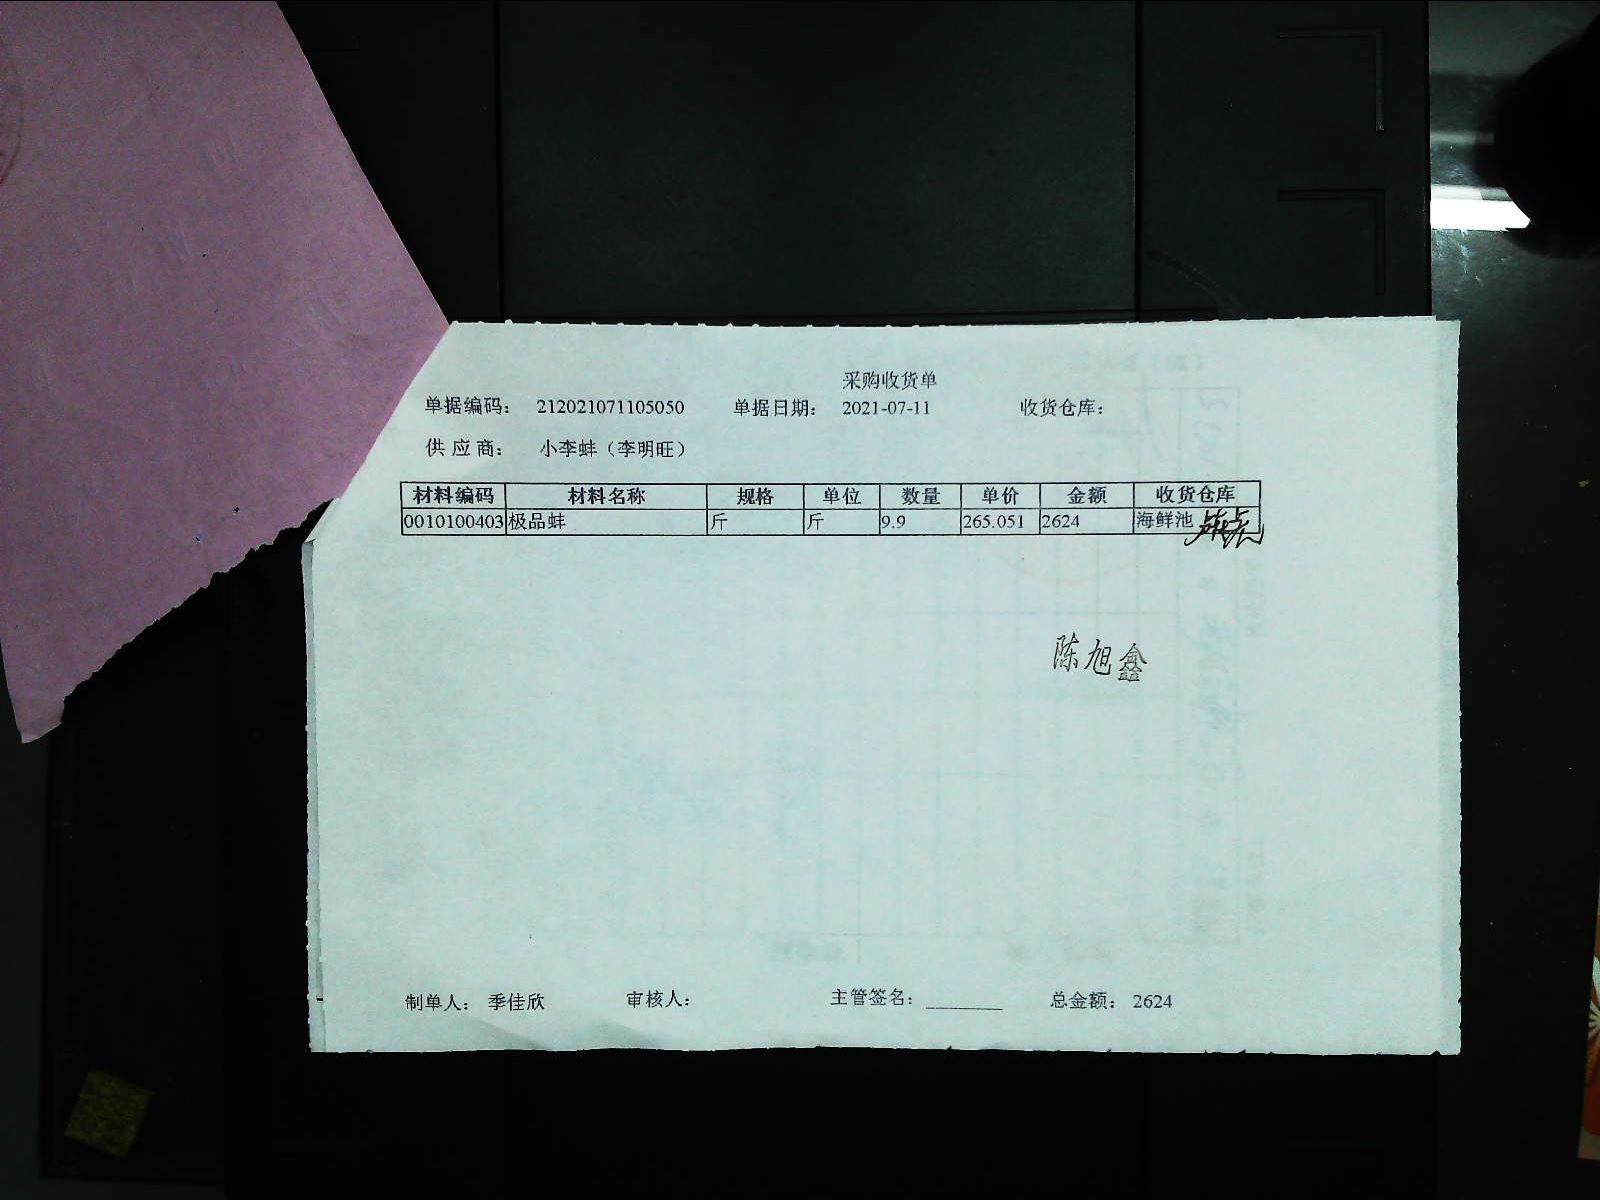 采购收货单
单据编码： 212021071105050 单据日期： 2021-07-11 收货仓库：
供 应 商： 小李蚌（李明旺）
材料编码 材料名称 规格 单位 数量 单价 金额 收货仓库
0010100403 极品蚌 斤 斤 9.9 265.051 2624 海鲜池
陈旭鑫
制单人： 季佳欣 审核人： 主管签名： ________ 总金额： 2624